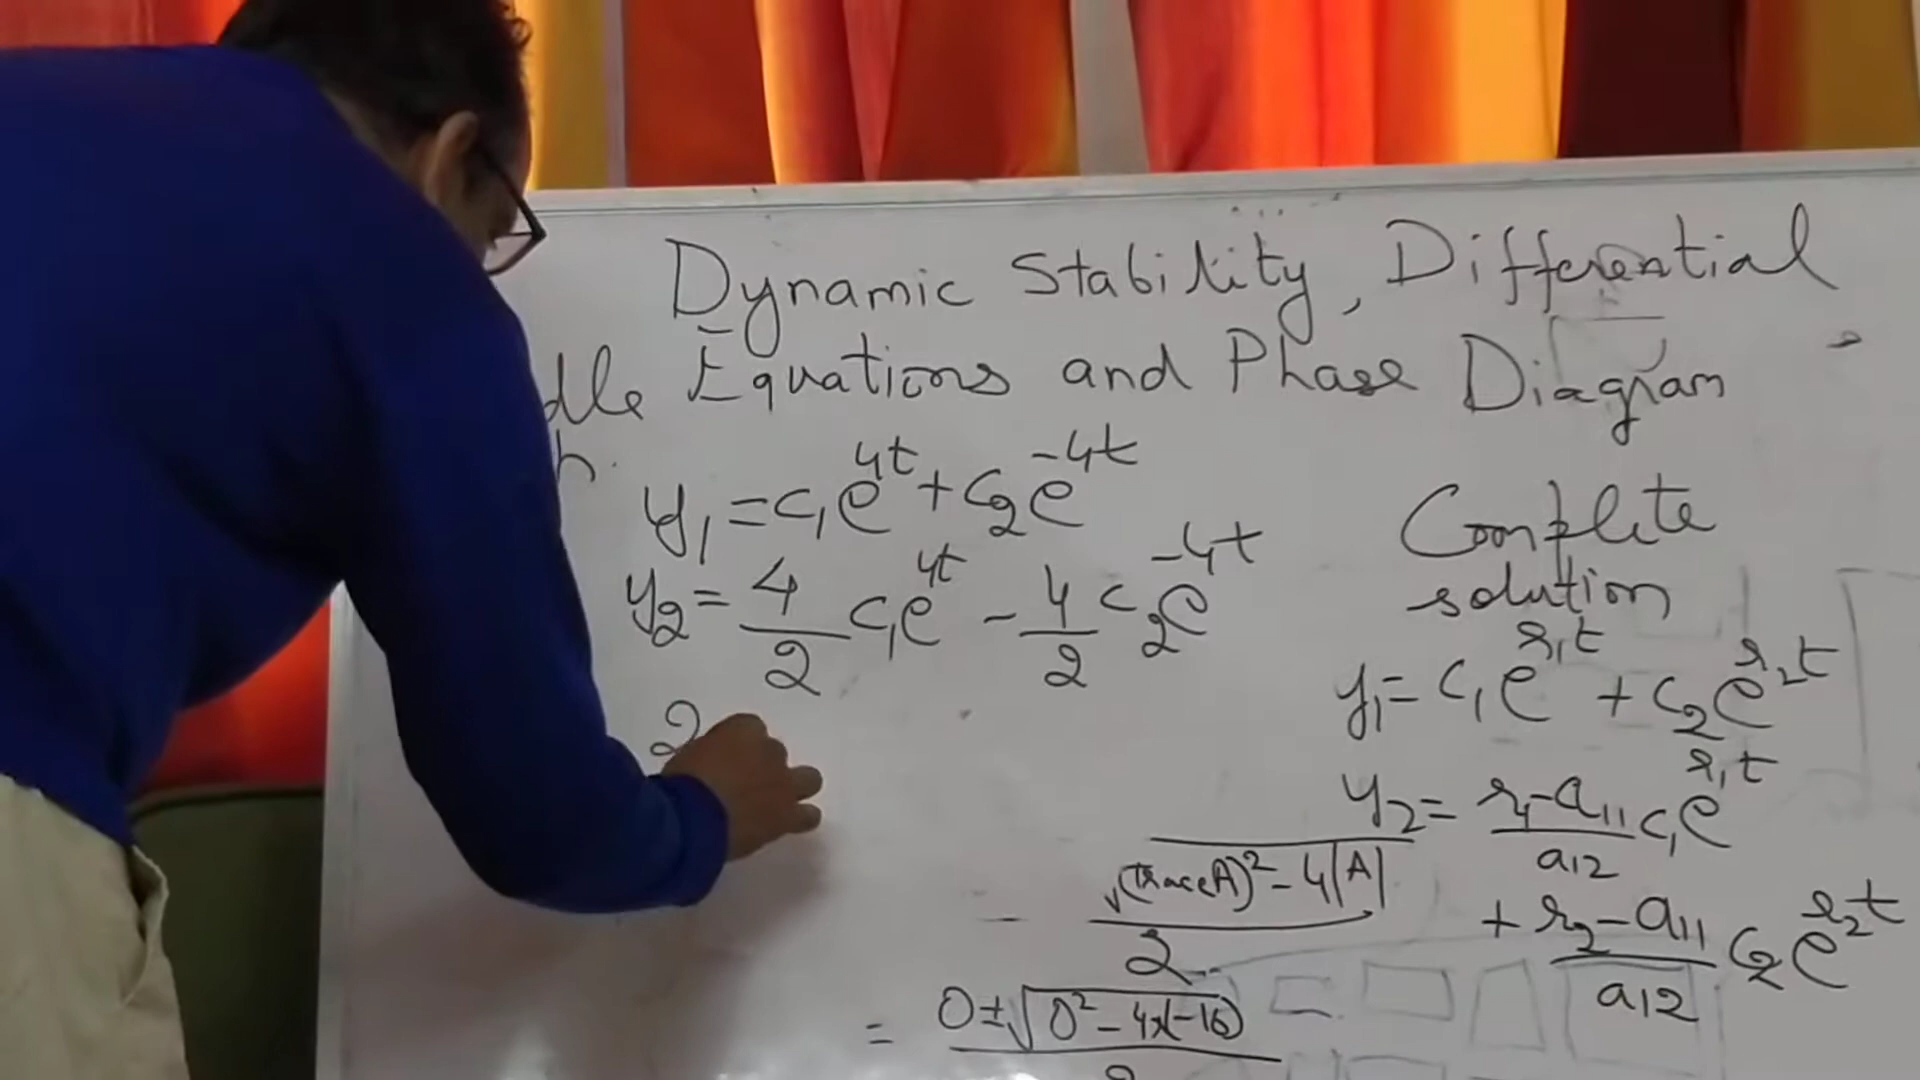 Dynamic Stability, Differential
Equations and Phase Diagram
y₁ = c₁e^{4t} + c₂e^{-4t}
y₂ = 4/2 c₁e^{4t} - 4/2 c₂e^{-4t}
2
Complete
solution
y₁ = c₁e^{r₁t} + c₂e^{r₂t}
y₂ = (r₁-a₁₁)/a₁₂ c₁e^{r₁t}
+ (r₂-a₁₁)/a₁₂ c₂e^{r₂t}
√((trace A)² - 4|A|)
2
= 0 ± √(0² - 4x(-16))